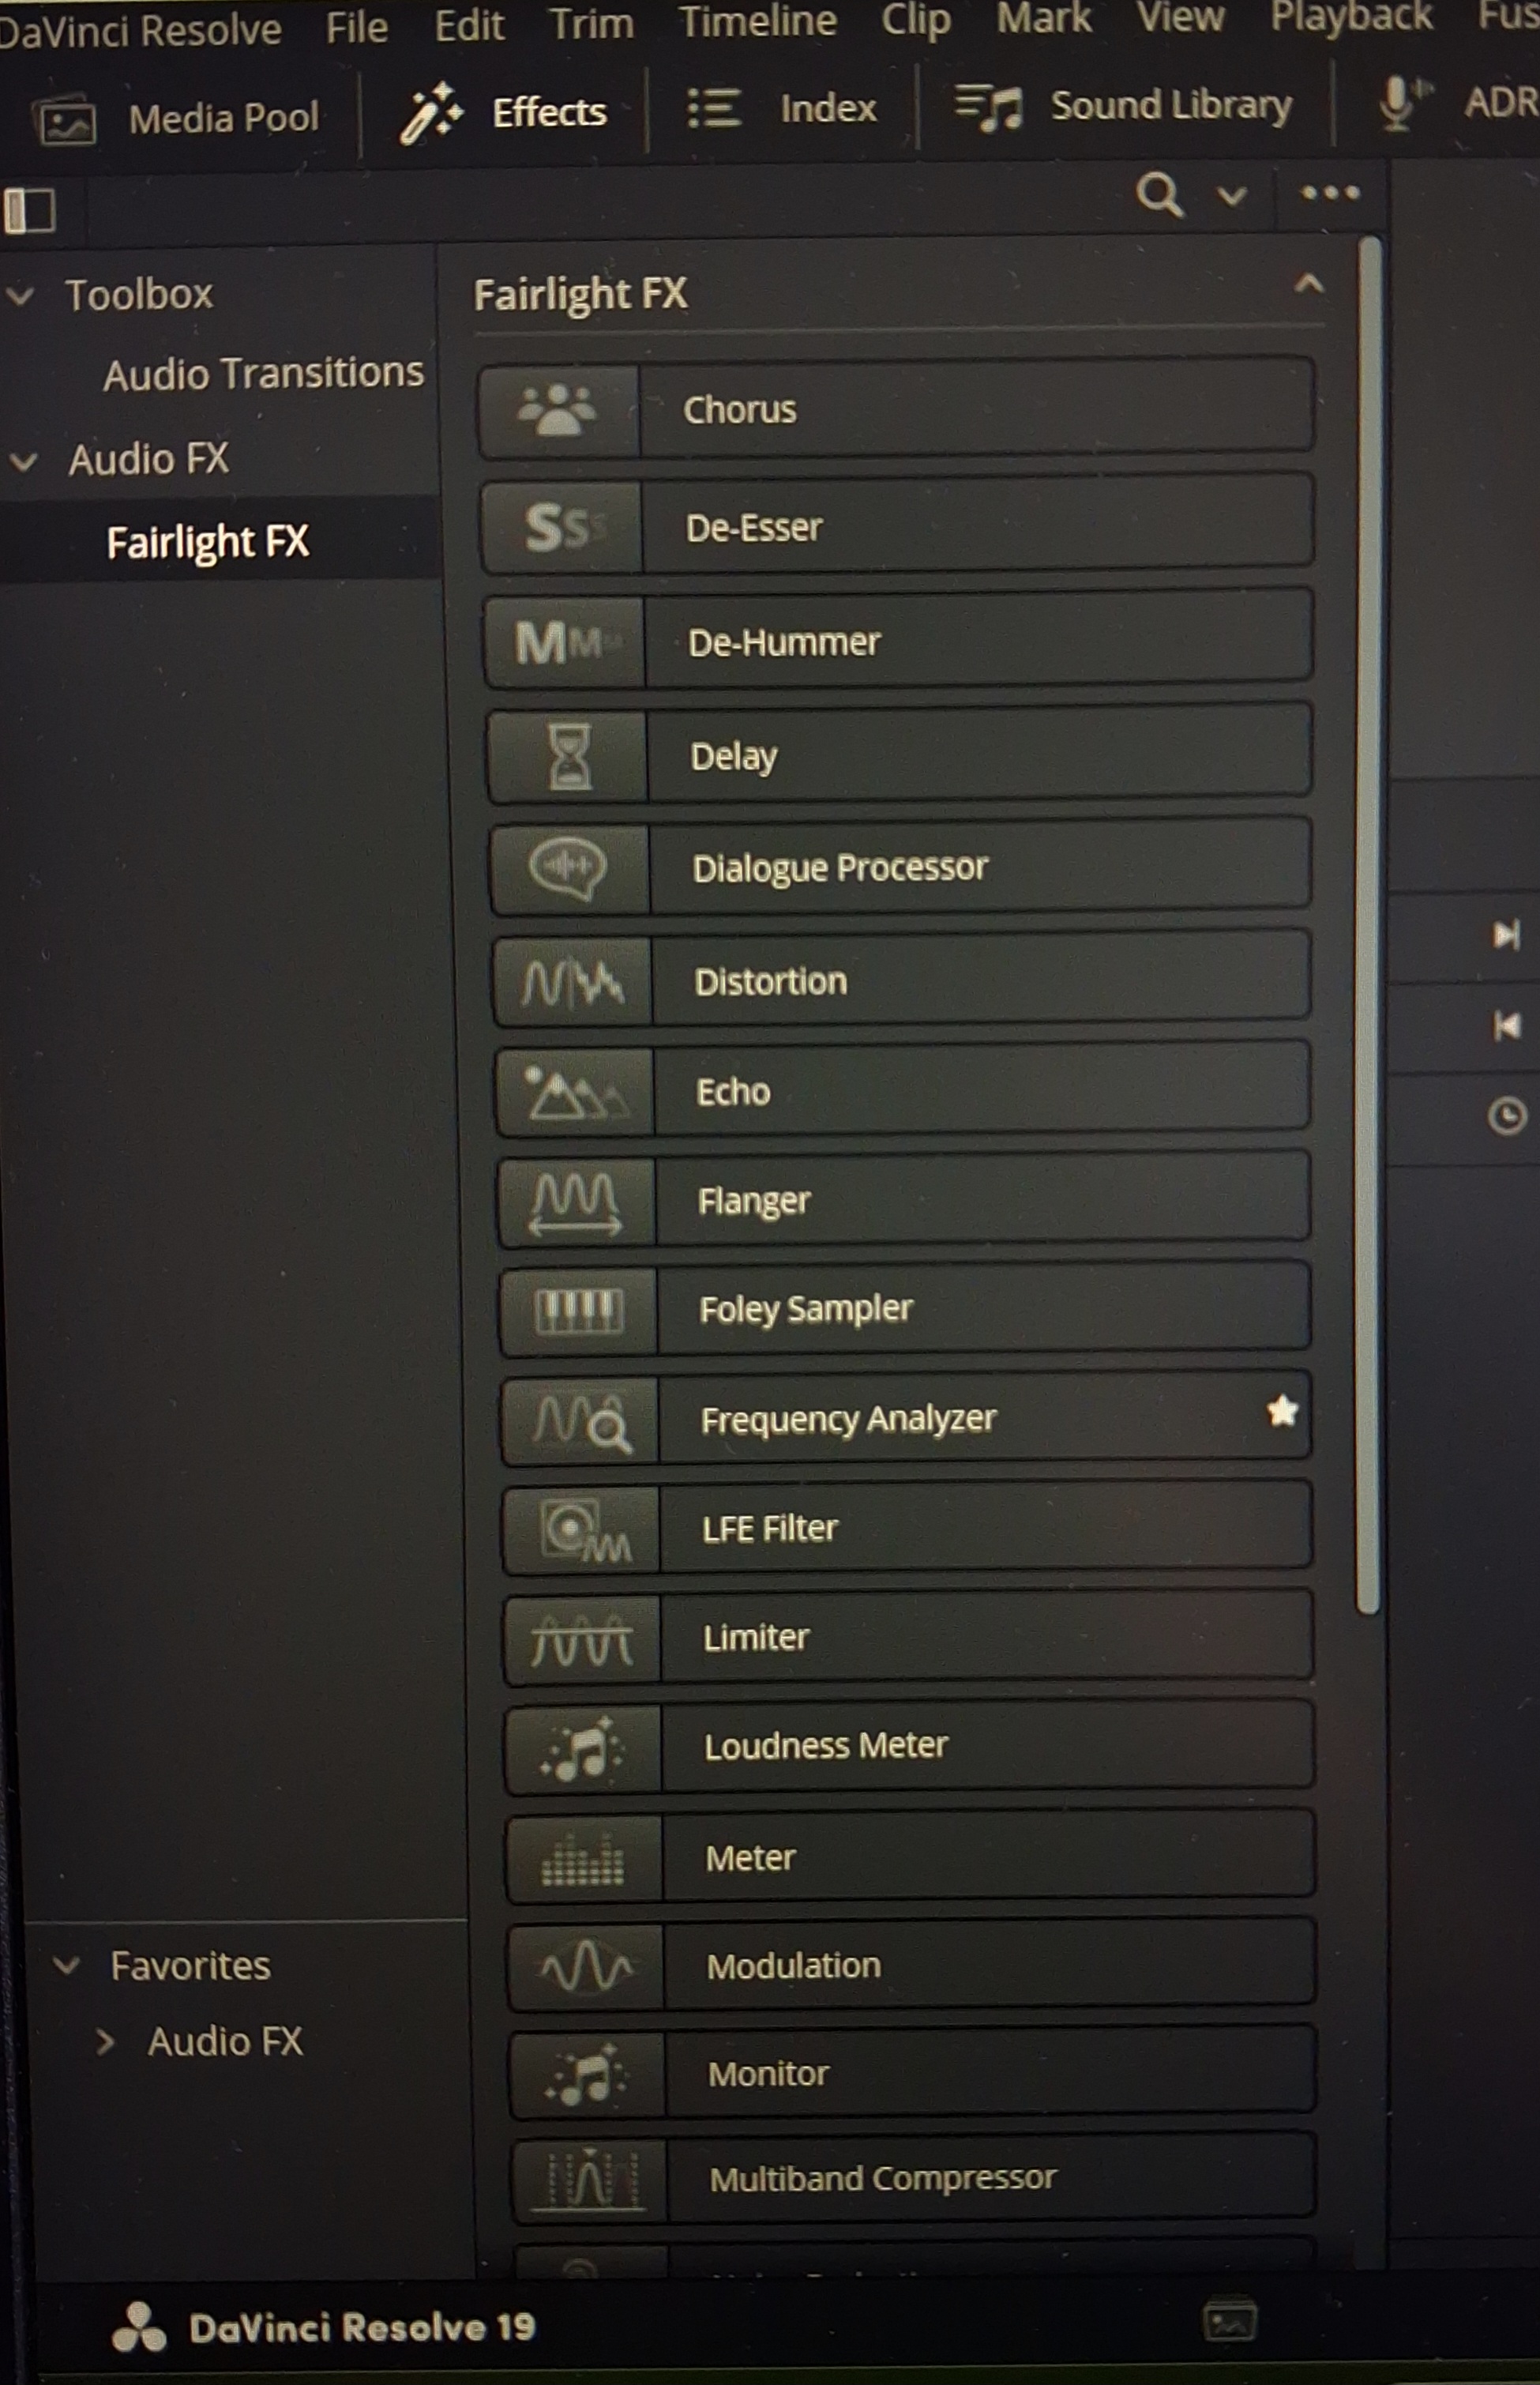 DaVinci Resolve File Edit Trim Timeline Clip Mark View Playback
Media Pool Effects Index Sound Library ADR
Toolbox
Audio Transitions
Audio FX
Fairlight FX
Fairlight FX
Chorus
De-Esser
De-Hummer
Delay
Dialogue Processor
Distortion
Echo
Flanger
Foley Sampler
Frequency Analyzer
LFE Filter
Limiter
Loudness Meter
Meter
Modulation
Monitor
Multiband Compressor
Favorites
Audio FX
DaVinci Resolve 19